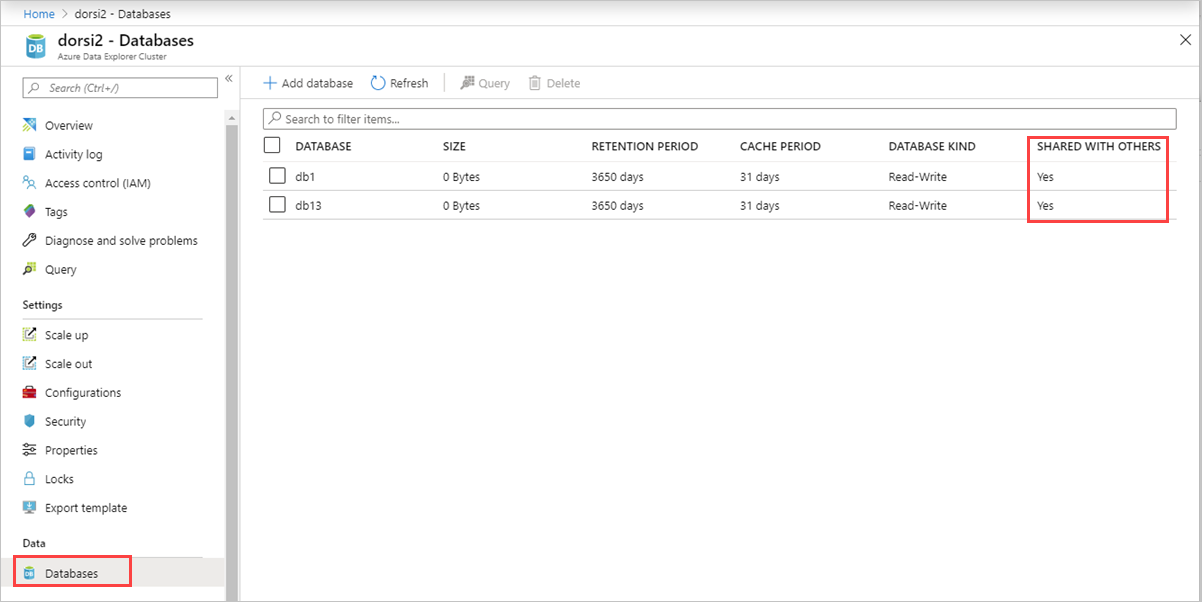 Home > dorsi2 - Databases
DB
dorsi2 - Databases
Azure Data Explorer Cluster
Search (Ctrl+/)
«
Overview
Activity log
Access control (IAM)
Tags
Diagnose and solve problems
Query
Settings
Scale up
Scale out
Configurations
Security
Properties
Locks
Export template
Data
DB Databases
+ Add database Refresh Query Delete
Search to filter items...
DATABASE SIZE RETENTION PERIOD CACHE PERIOD DATABASE KIND SHARED WITH OTHERS
db1 0 Bytes 3650 days 31 days Read-Write Yes
db13 0 Bytes 3650 days 31 days Read-Write Yes